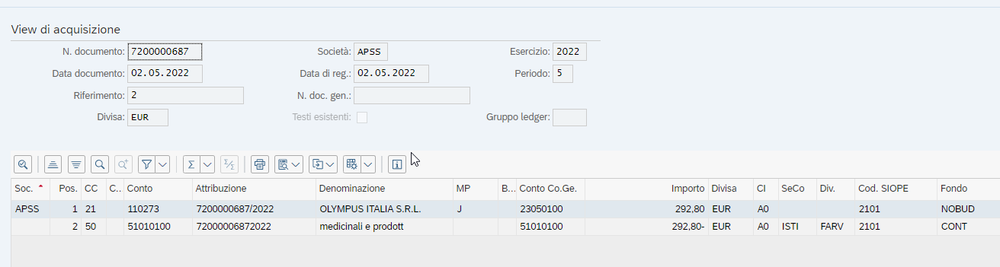 View di acquisizione
N. documento: 7200000687 Società: APSS Esercizio: 2022
Data documento: 02.05.2022 Data di reg.: 02.05.2022 Periodo: 5
Riferimento: 2 N. doc. gen.:
Divisa: EUR Testi esistenti: Gruppo ledger:
Soc. Pos. CC C.. Conto Attribuzione Denominazione MP B... Conto Co.Ge. Importo Divisa CI SeCo Div. Cod. SIOPE Fondo
APSS 1 21 110273 7200000687/2022 OLYMPUS ITALIA S.R.L. J 23050100 292,80 EUR A0 2101 NOBUD
2 50 51010100 72000006872022 medicinali e prodott 51010100 292,80- EUR A0 ISTI FARV 2101 CONT